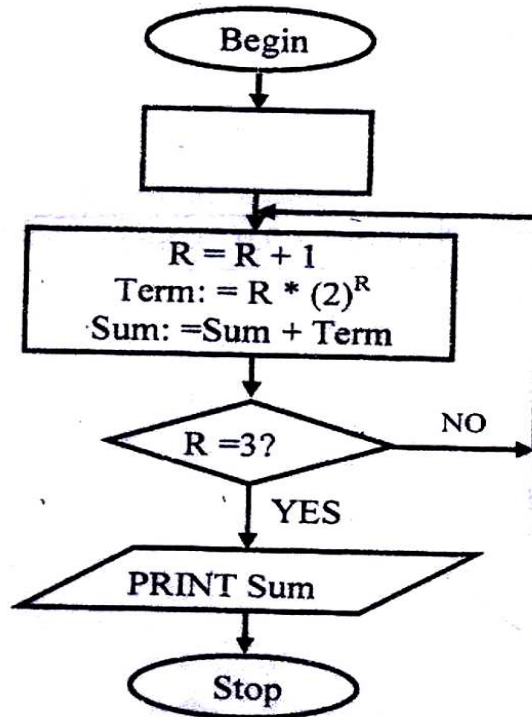 Begin
R = R + 1
Term: = R * (2)ᴿ
Sum: =Sum + Term
R =3?
NO
YES
PRINT Sum
Stop